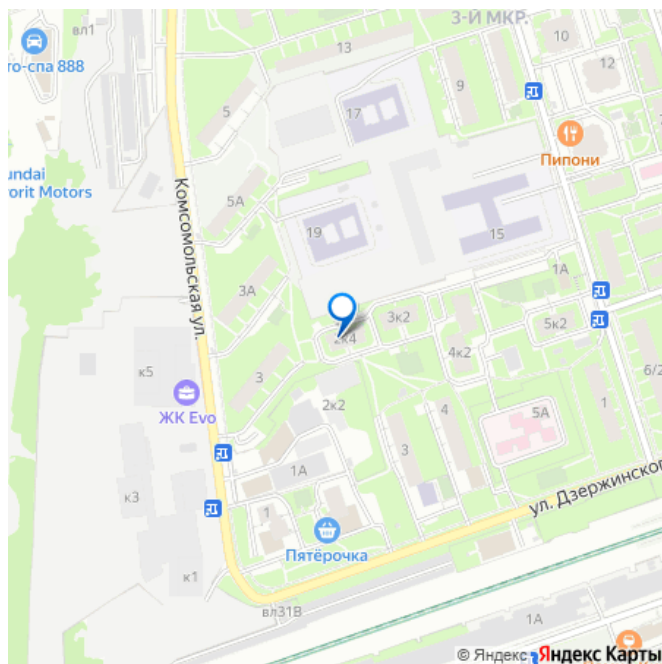 вл1
3-Й МКР.
10
то-спа 888
13
12
9
5
17
Пипони
undai
orit Motors
5А
19
15
Комсомольская ул.
1А
3А
3к2
2к4
5к2
4к2
к5
3
6/2
2к2
ЖК Evo
4
5А
1
3
1А
к3
ул. Дзержинского
1
Пятёрочка
к1
вл31В
1А
© Яндекс
Яндекс Карты